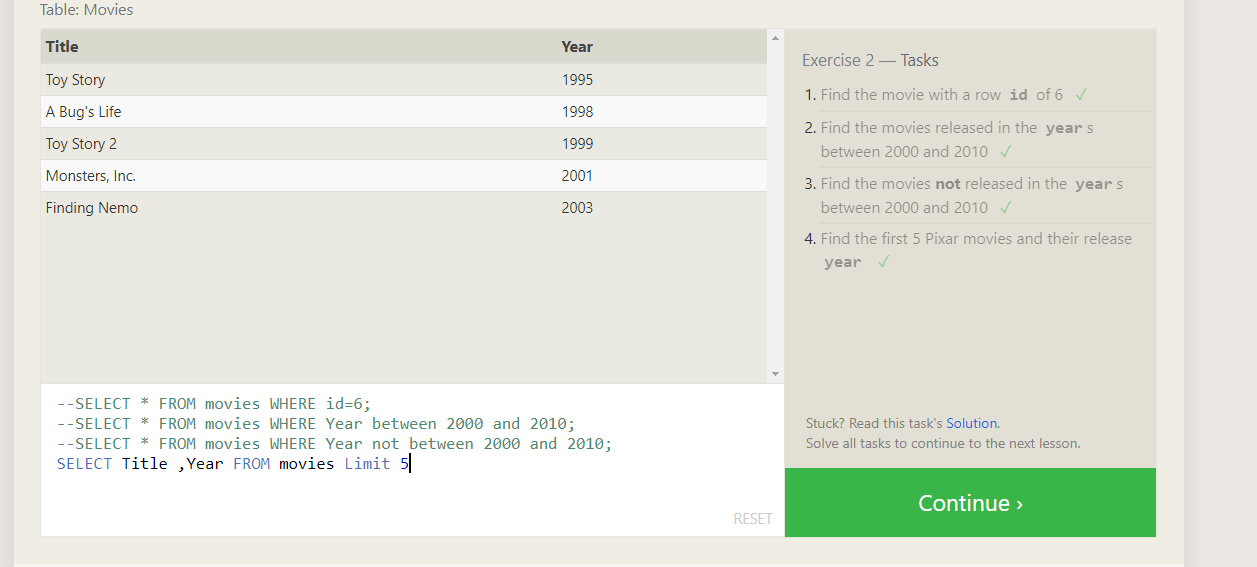 Table: Movies
Title Year
Toy Story 1995
A Bug's Life 1998
Toy Story 2 1999
Monsters, Inc. 2001
Finding Nemo 2003
--SELECT * FROM movies WHERE id=6;
--SELECT * FROM movies WHERE Year between 2000 and 2010;
--SELECT * FROM movies WHERE Year not between 2000 and 2010;
SELECT Title ,Year FROM movies Limit 5
RESET
Exercise 2 — Tasks
1. Find the movie with a row id of 6 ✓
2. Find the movies released in the year s
between 2000 and 2010 ✓
3. Find the movies not released in the year s
between 2000 and 2010 ✓
4. Find the first 5 Pixar movies and their release
year ✓
Stuck? Read this task's Solution.
Solve all tasks to continue to the next lesson.
Continue ›